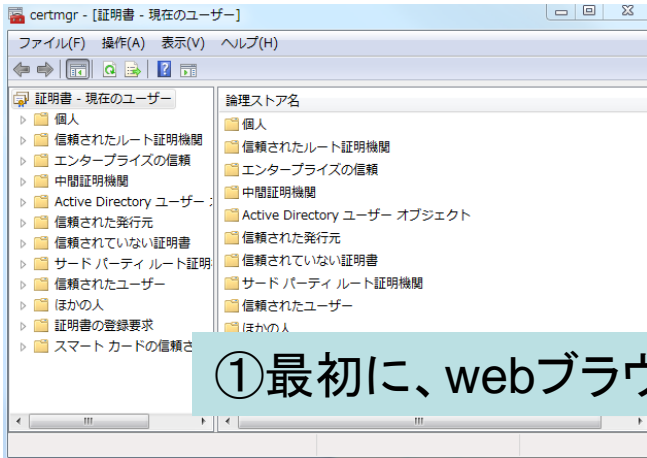 certmgr - [証明書 - 現在のユーザー]
ファイル(F) 操作(A) 表示(V) ヘルプ(H)
証明書 - 現在のユーザー
個人
信頼されたルート証明機関
エンタープライズの信頼
中間証明機関
Active Directory ユーザー
信頼された発行元
信頼されていない証明書
サード パーティ ルート証明
信頼されたユーザー
ほかの人
証明書の登録要求
スマート カードの信頼さ
論理ストア名
個人
信頼されたルート証明機関
エンタープライズの信頼
中間証明機関
Active Directory ユーザー オブジェクト
信頼された発行元
信頼されていない証明書
サード パーティ ルート証明機関
信頼されたユーザー
ほかの人
①最初に、webブラウ